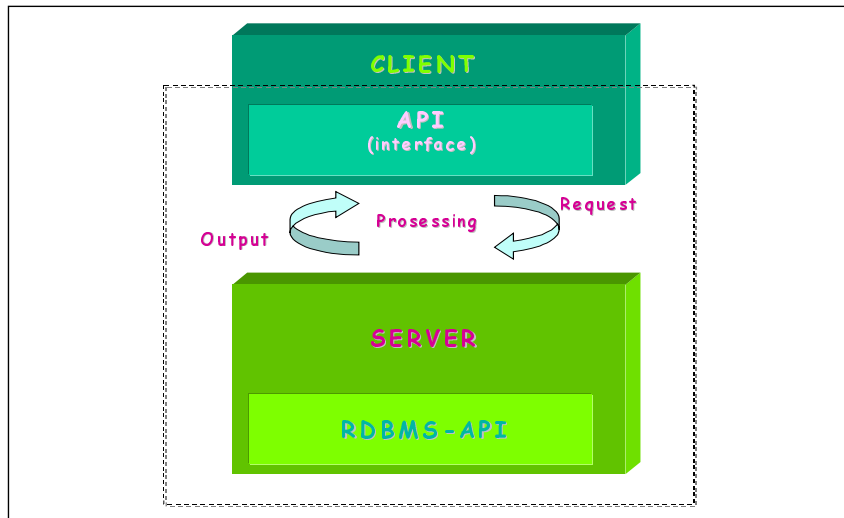 CLIENT
API
(interface)
Request
Prosessing
Output
SERVER
RDBMS-API